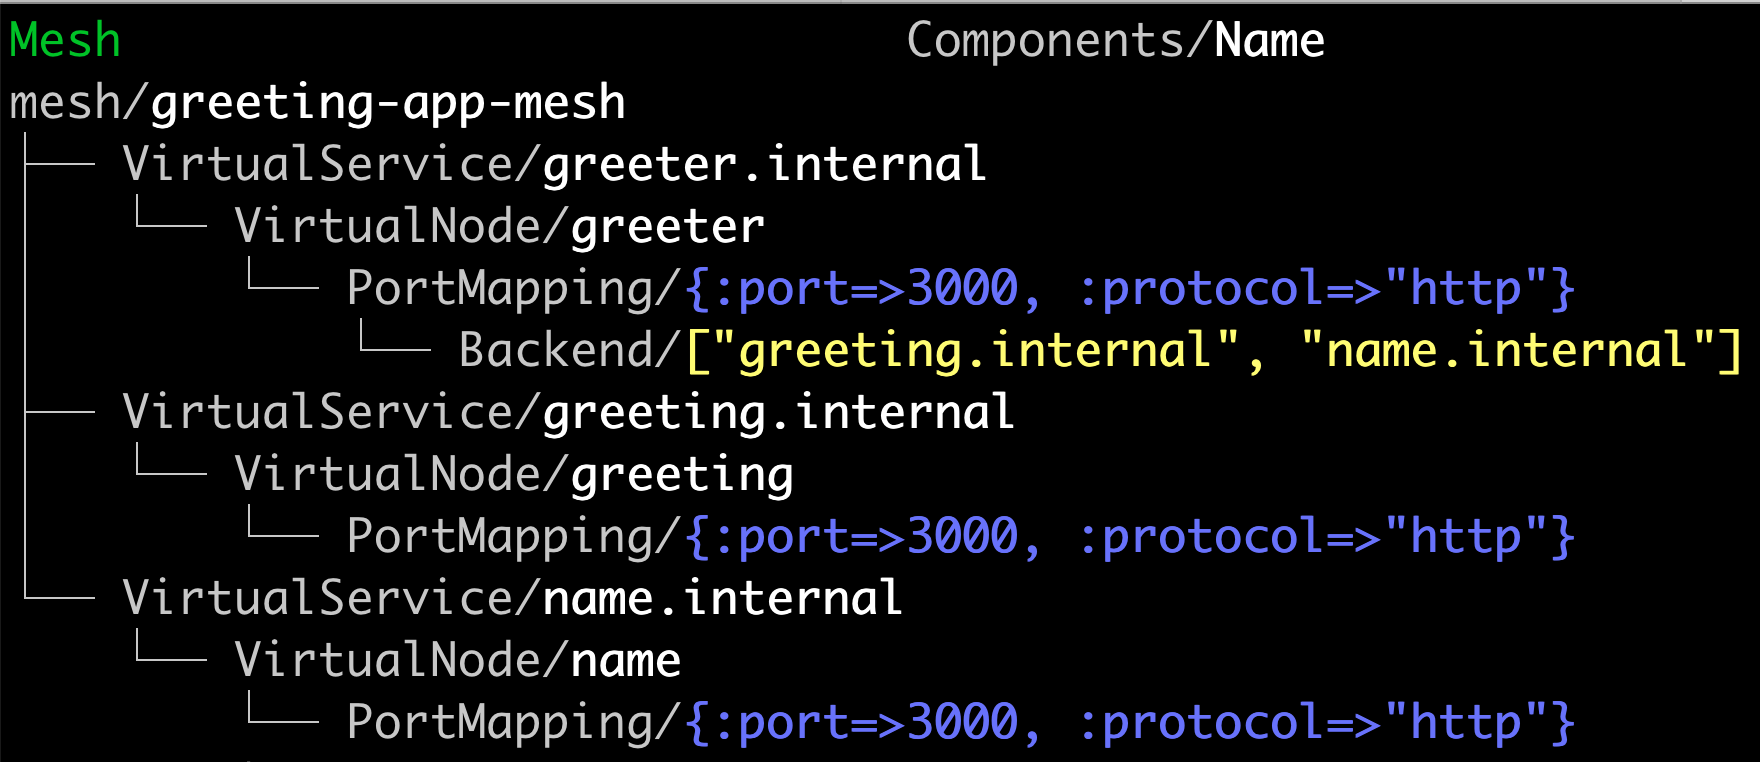 Mesh Components/Name
mesh/greeting-app-mesh
VirtualService/greeter.internal
VirtualNode/greeter
PortMapping/{:port=>3000, :protocol=>"http"}
Backend/["greeting.internal", "name.internal"]
VirtualService/greeting.internal
VirtualNode/greeting
PortMapping/{:port=>3000, :protocol=>"http"}
VirtualService/name.internal
VirtualNode/name
PortMapping/{:port=>3000, :protocol=>"http"}